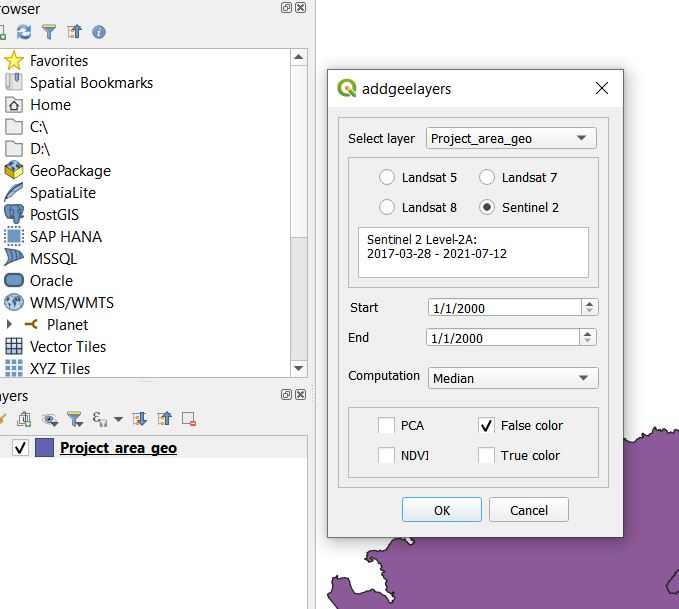 rowser
Favorites
Spatial Bookmarks
Home
C:\
D:\
GeoPackage
SpatiaLite
PostGIS
SAP HANA
MSSQL
Oracle
WMS/WMTS
Planet
Vector Tiles
XYZ Tiles
ayers
Project_area_geo
addgeelayers
Select layer Project_area_geo
Landsat 5 Landsat 7
Landsat 8 Sentinel 2
Sentinel 2 Level-2A:
2017-03-28 - 2021-07-12
Start 1/1/2000
End 1/1/2000
Computation Median
PCA False color
NDVI True color
OK Cancel